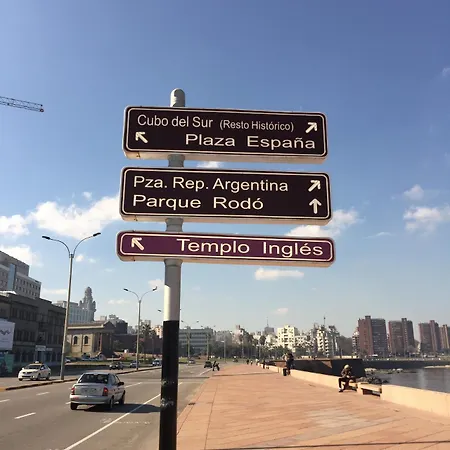 Cubo del Sur (Resto Histórico) ↗
↖ Plaza España
Pza. Rep. Argentina ↗
Parque Rodó ↑
↖ Templo Inglés